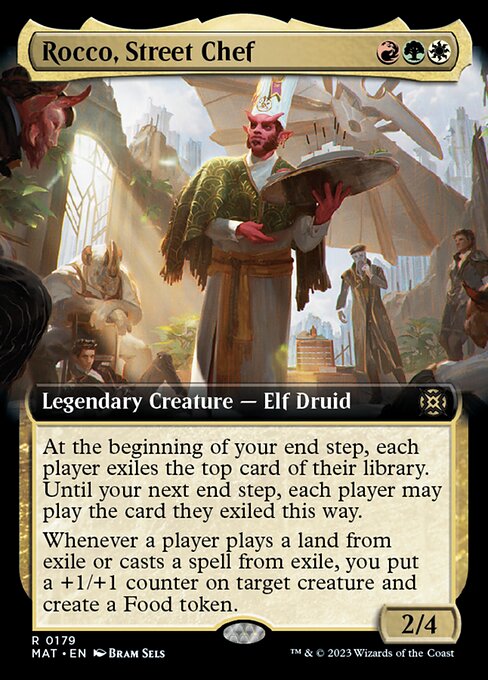 Rocco, Street Chef
Legendary Creature — Elf Druid
At the beginning of your end step, each
player exiles the top card of their library.
Until your next end step, each player may
play the card they exiled this way.
Whenever a player plays a land from
exile or casts a spell from exile, you put
a +1/+1 counter on target creature and
create a Food token.
2/4
R 0179
MAT • EN Bram Sels
™ & © 2023 Wizards of the Coast